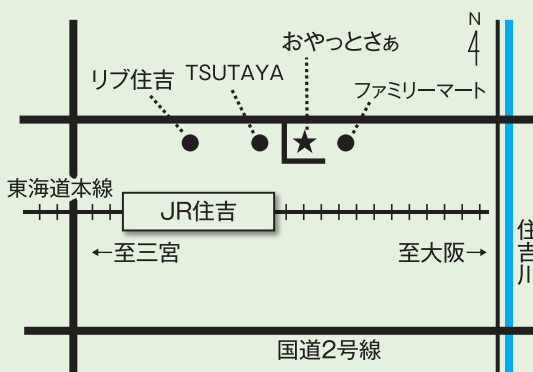 N
おやっとさぁ
リブ住吉
TSUTAYA
ファミリーマート
東海道本線
JR住吉
←至三宮
至大阪→
住吉川
国道2号線